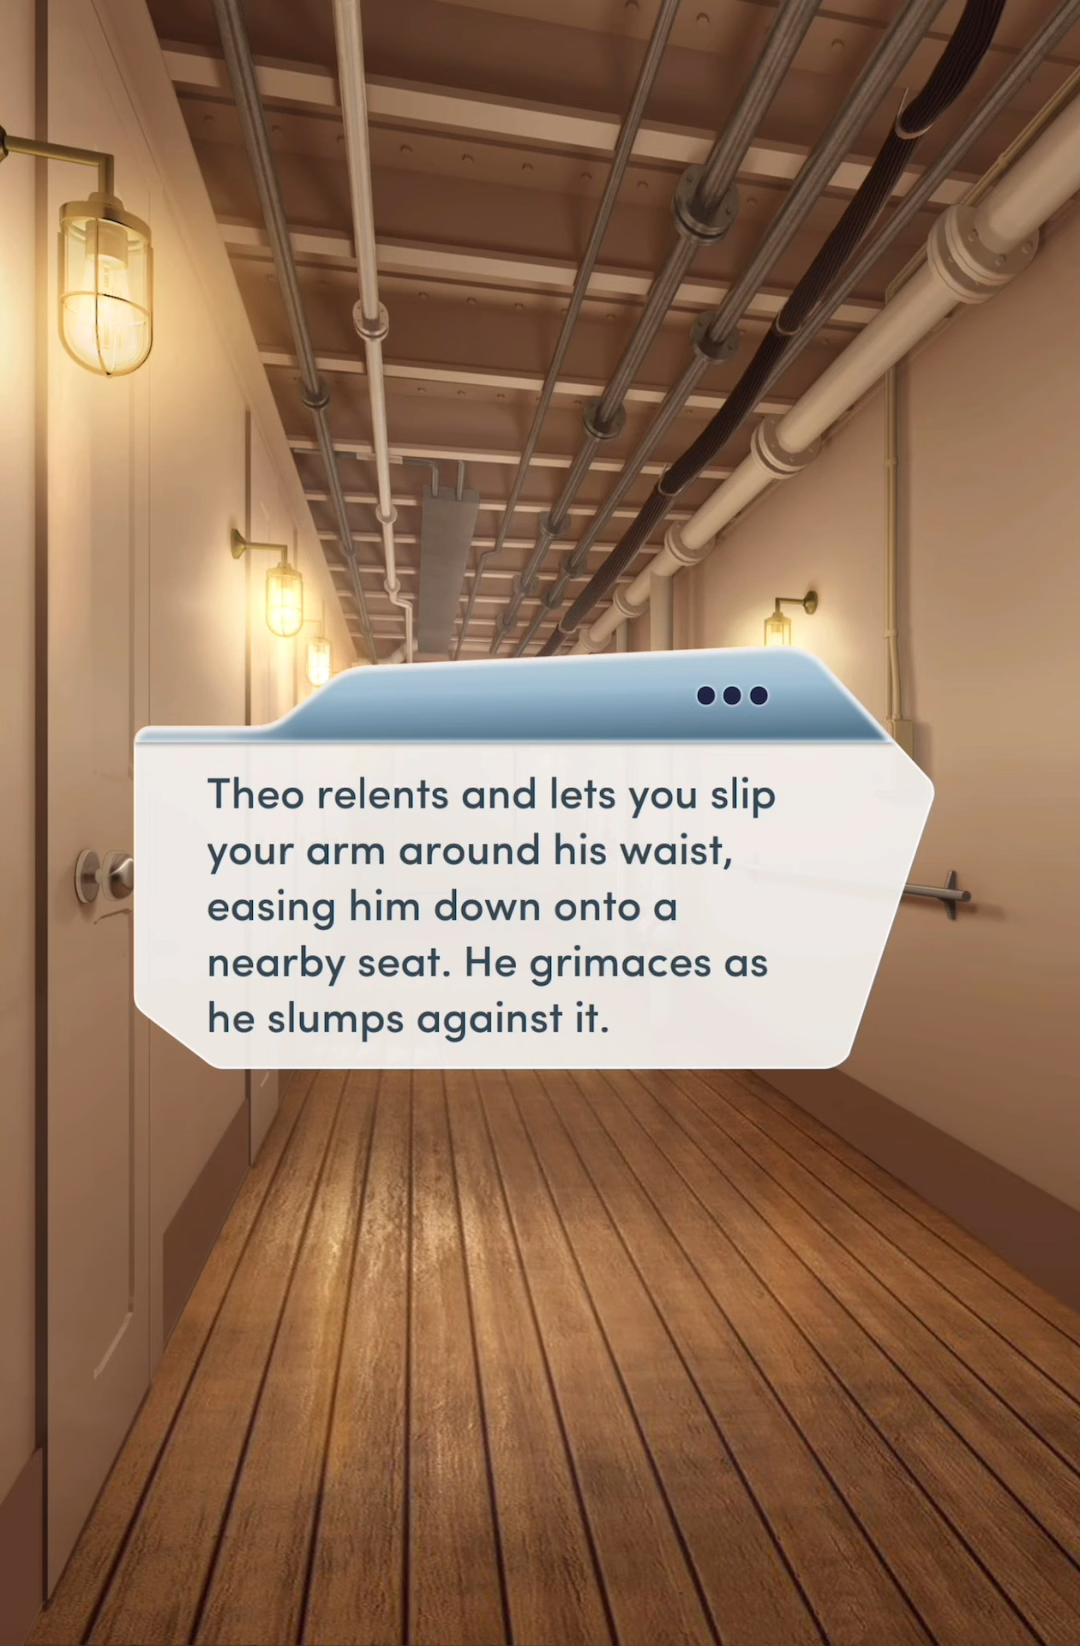 Theo relents and lets you slip
your arm around his waist,
easing him down onto a
nearby seat. He grimaces as
he slumps against it.